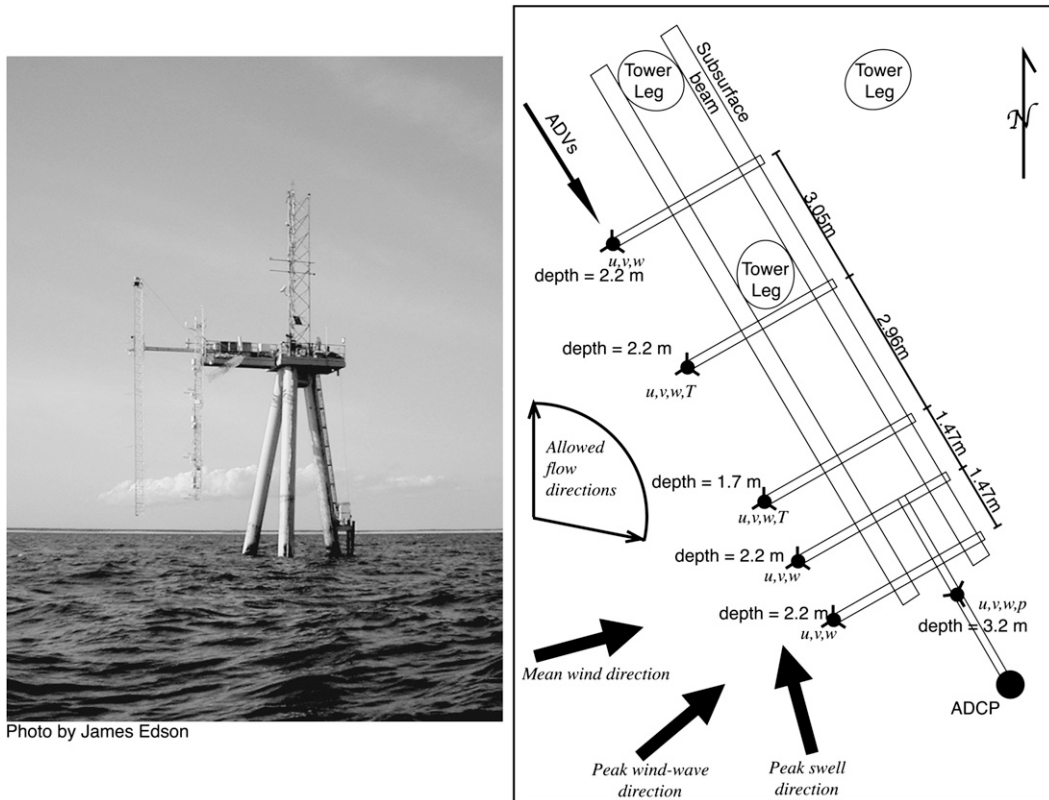 Photo by James Edson
Tower
Leg
Subsurface
beam
Tower
Leg
N
ADVs
3.05m
u,v,w
depth = 2.2 m
Tower
Leg
2.96m
depth = 2.2 m
u,v,w,T
1.47m
Allowed
flow
directions
depth = 1.7 m
u,v,w,T
1.47m
depth = 2.2 m
u,v,w
depth = 2.2 m
u,v,w
u,v,w,p
depth = 3.2 m
Mean wind direction
ADCP
Peak wind-wave
direction
Peak swell
direction